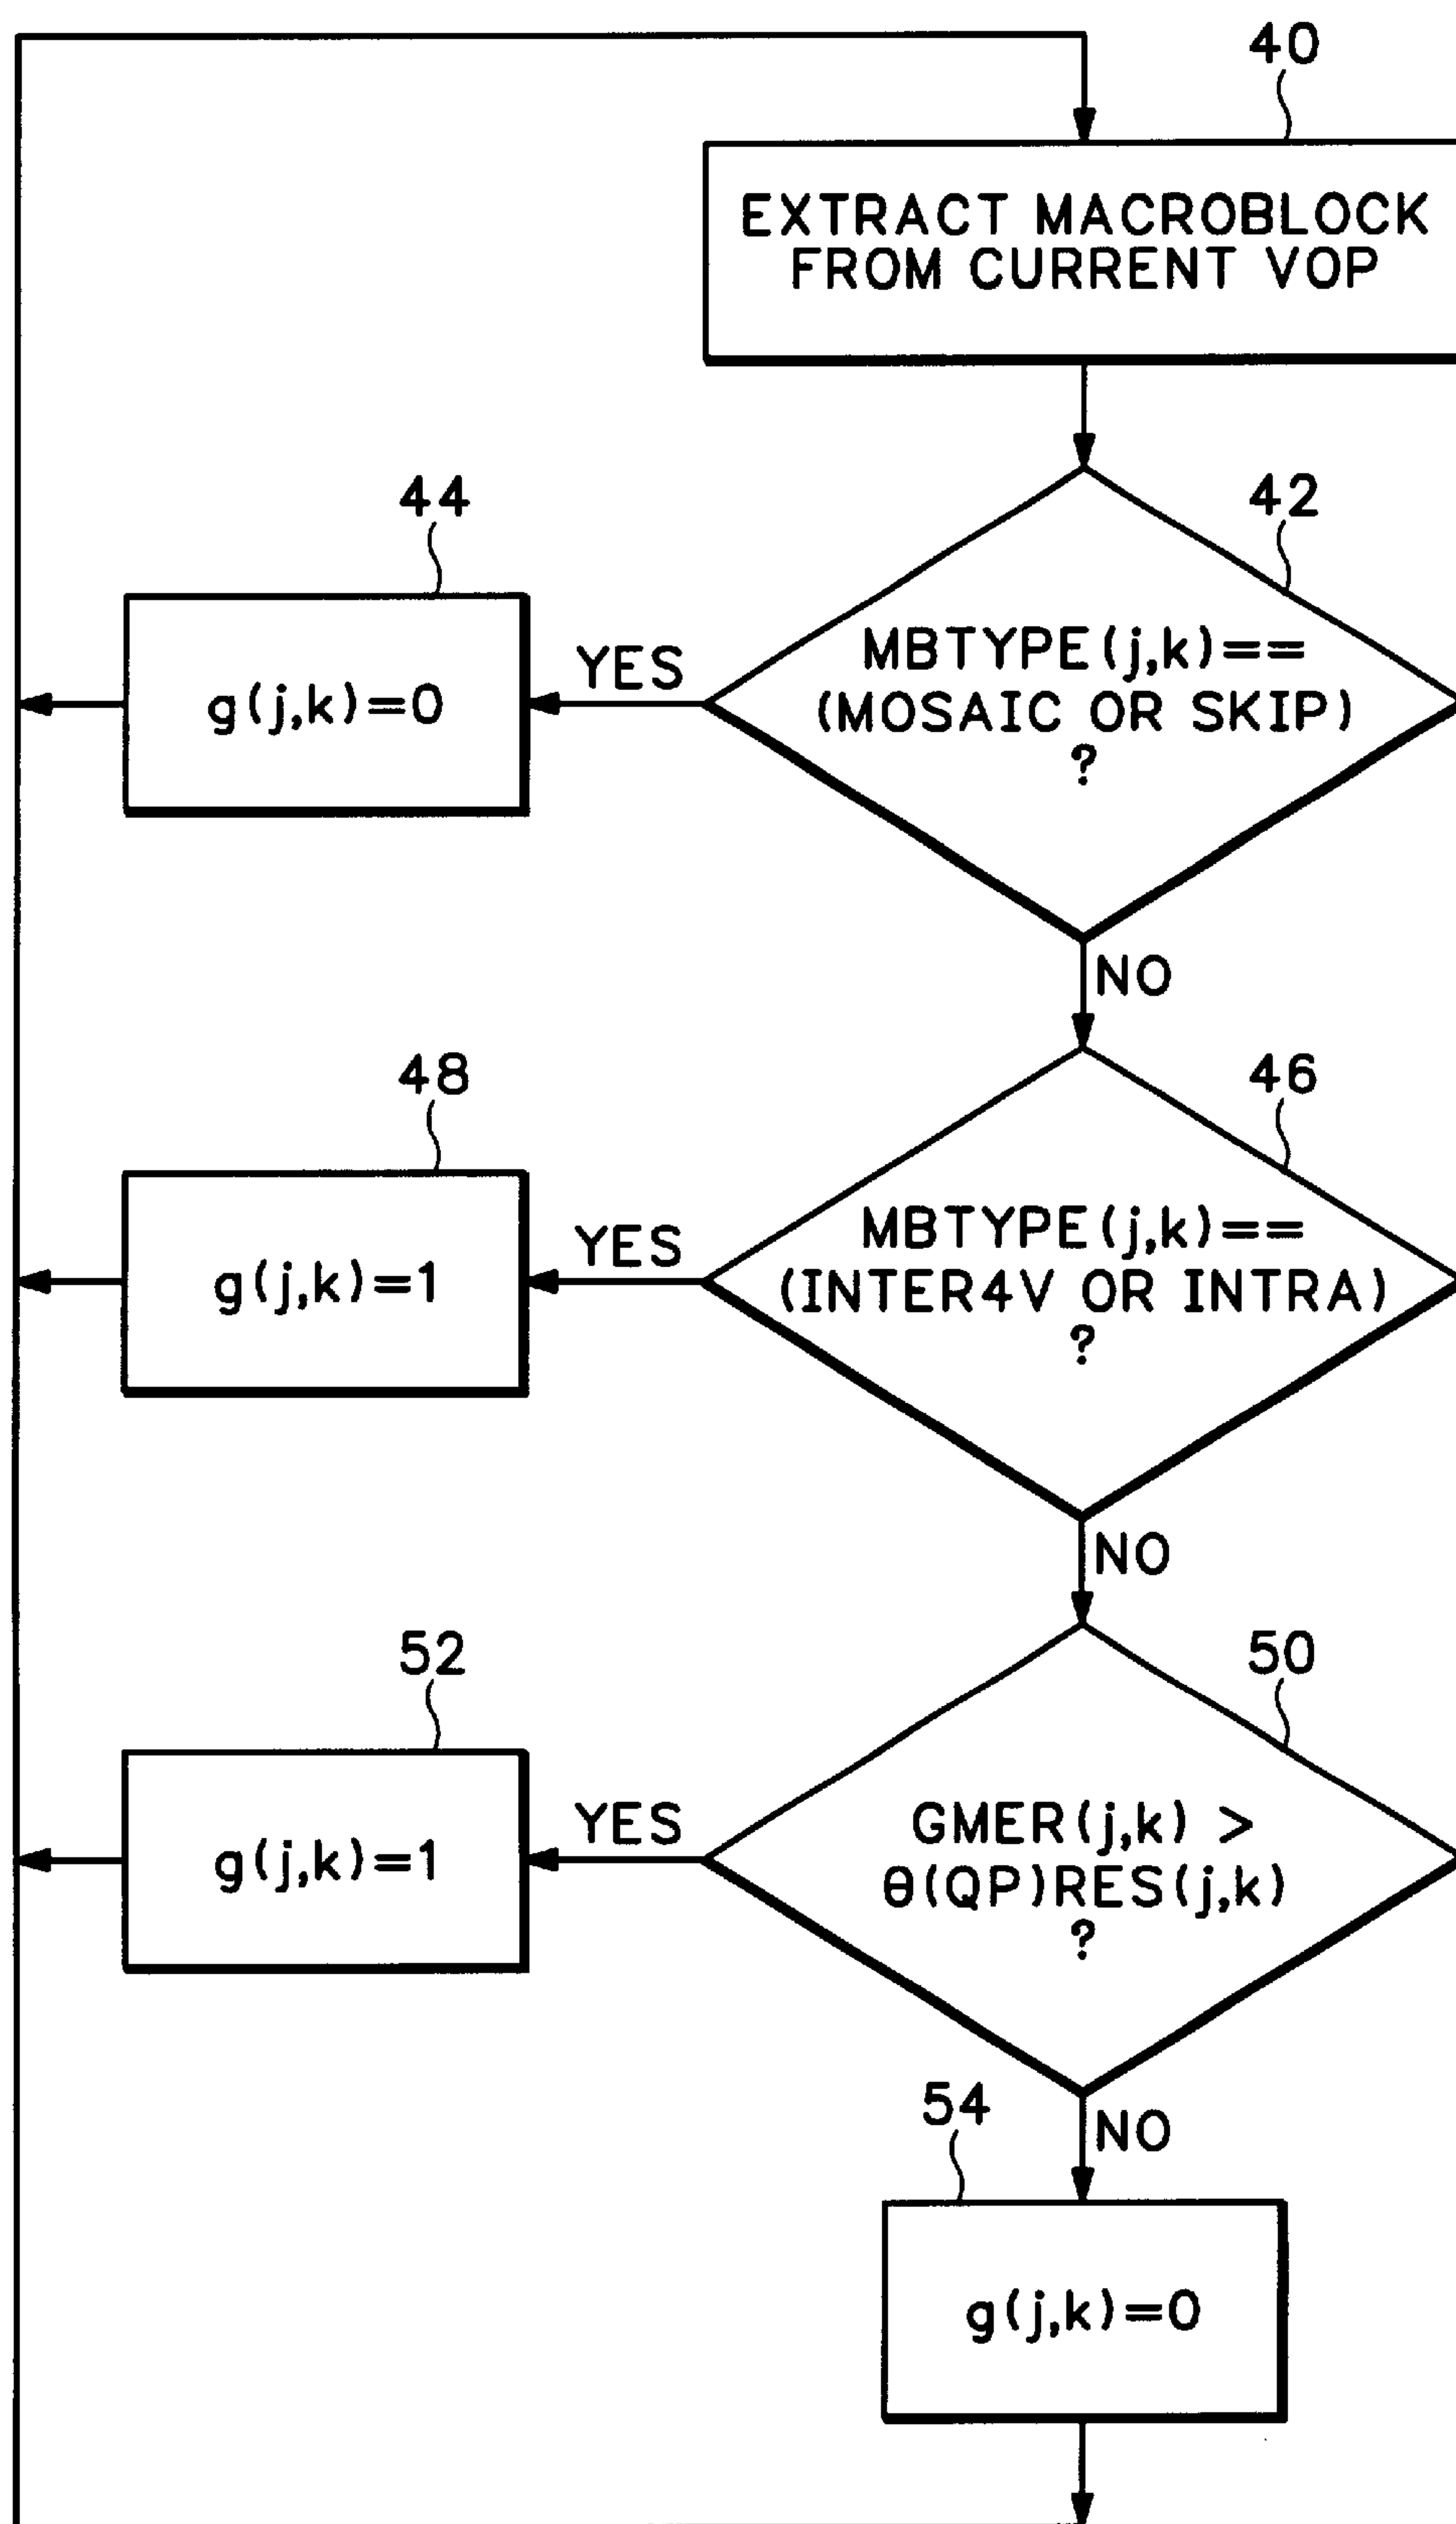 40
EXTRACT MACROBLOCK
FROM CURRENT VOP
44
42
MBTYPE(j,k)==
(MOSAIC OR SKIP)
?
YES
g(j,k)=0
NO
48
46
MBTYPE(j,k)==
(INTER4V OR INTRA)
?
YES
g(j,k)=1
NO
52
50
GMER(j,k) >
θ(QP)RES(j,k)
?
YES
g(j,k)=1
54
NO
g(j,k)=0